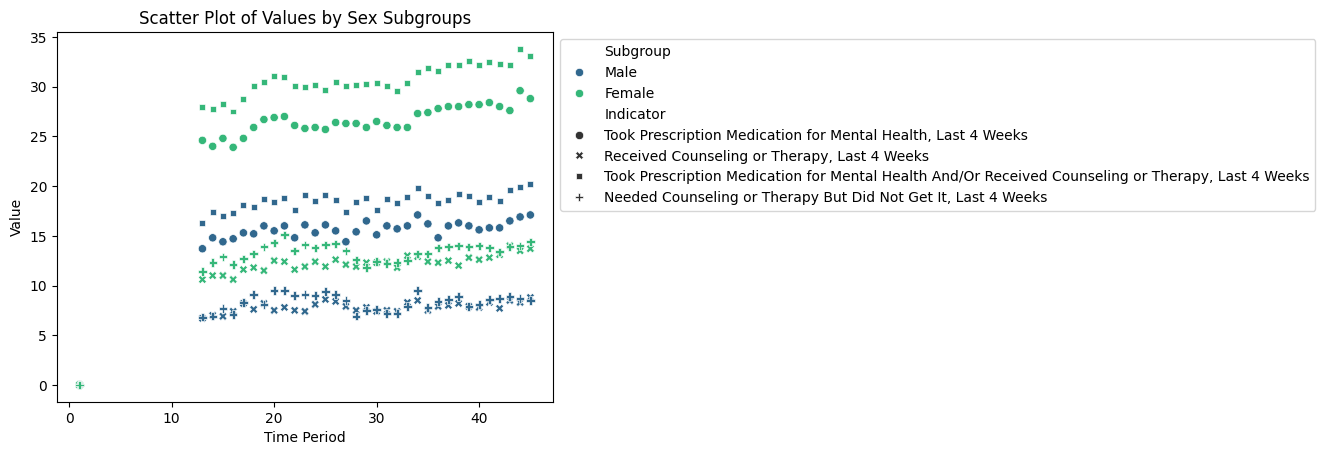 Scatter Plot of Values by Sex Subgroups
35
30
25
20
15
10
5
0
Value
0 10 20 30 40
Time Period
Subgroup
Male
Female
Indicator
Took Prescription Medication for Mental Health, Last 4 Weeks
Received Counseling or Therapy, Last 4 Weeks
Took Prescription Medication for Mental Health And/Or Received Counseling or Therapy, Last 4 Weeks
Needed Counseling or Therapy But Did Not Get It, Last 4 Weeks